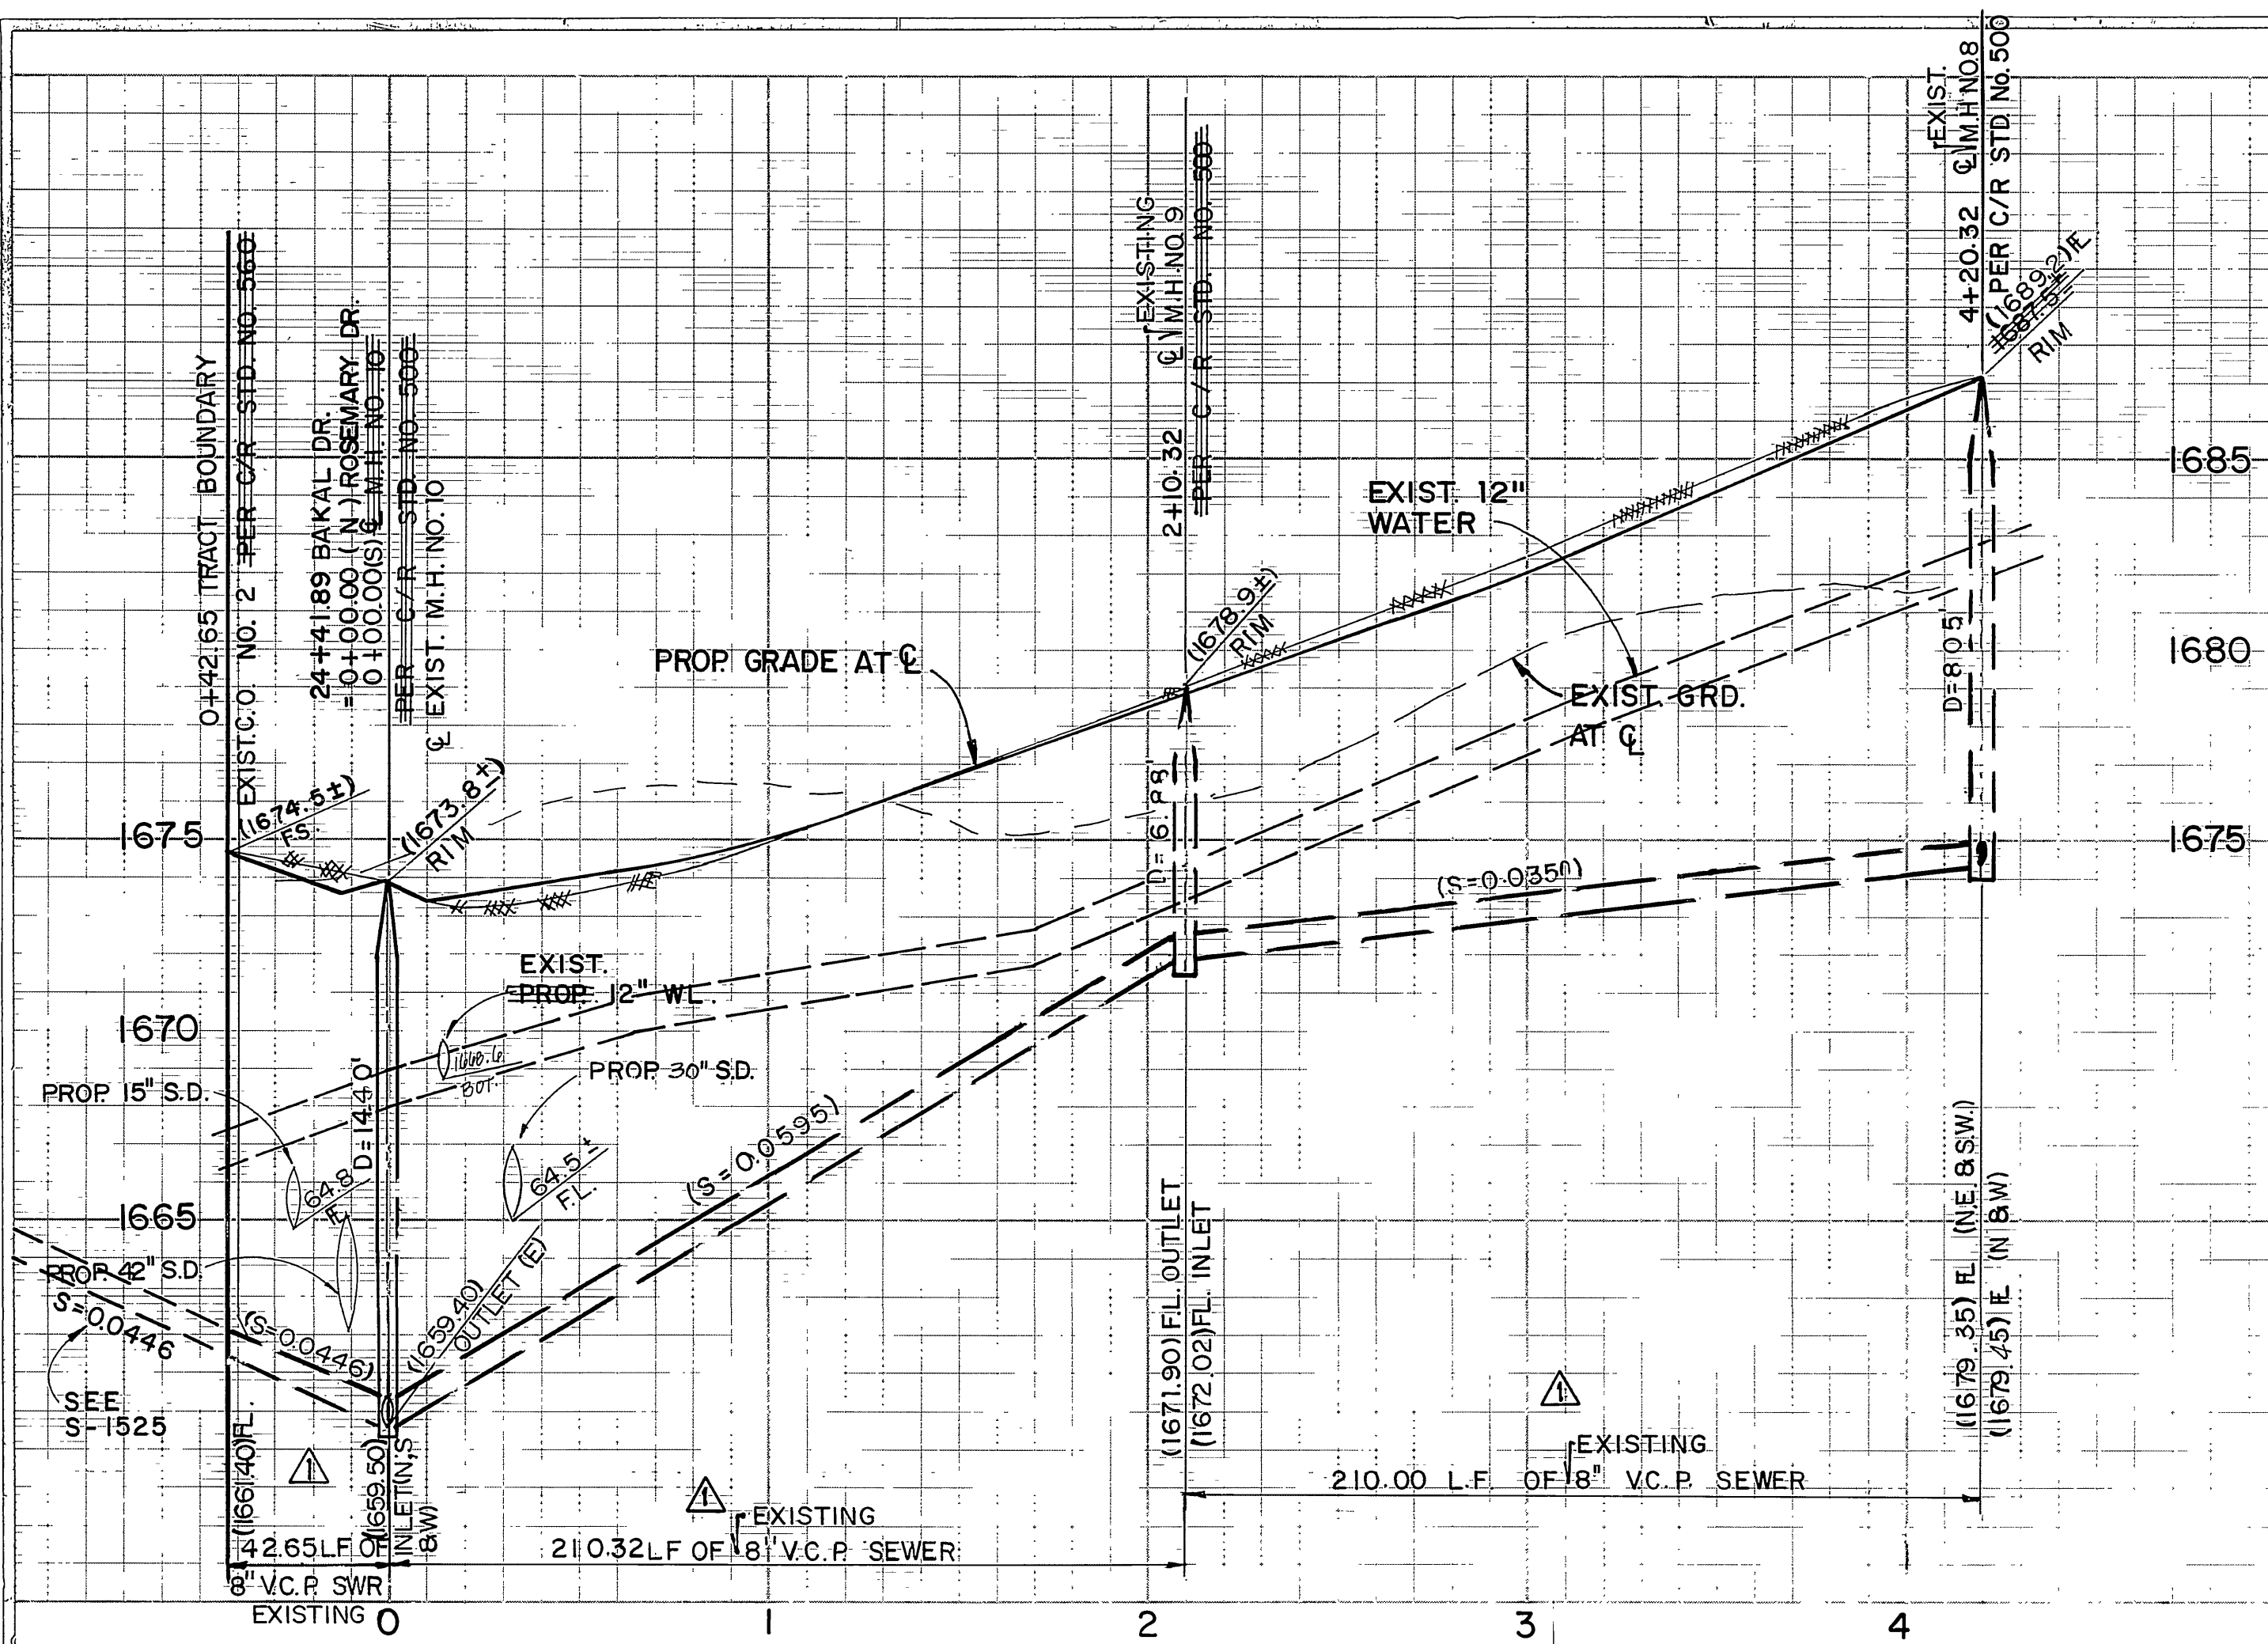 0+42.65 TRACT BOUNDARY
EXIST. C.O. NO. 2 PER C/R STD. NO. 560
24+41.89 BAKAL DR.
= 0+00.00 (N) ROSEMARY DR.
0+00.00(S) ℄ M.H. NO. 10
PER C/R STD. NO. 500
℄ EXIST. M.H. NO. 10
EXISTING
2+10.32 ℄ M.H. NO. 9
PER C/R STD. NO. 500
EXIST.
4+20.32 ℄ M.H NO. 8
PER C/R STD. No. 500
(1689.2) FL
1687.5±
RIM
1685
1680
1675
1675
1670
1665
EXIST. 12"
WATER
PROP. GRADE AT ℄
(1678.9±)
RIM
EXIST. GRD.
AT ℄
D=8.05'
(1674.5±)
FS.
(1673.8±)
RIM
D=6.88'
(S=0.0350)
EXIST.
PROP. 12" WL.
1668.6
BOT
PROP. 30" S.D.
PROP. 15" S.D.
D=14.40'
64.8
FL
64.5±
FL.
(S=0.0595)
PROP. 42" S.D.
S=0.0446
(S=0.0446)
SEE
S-1525
(1659.40)
OUTLET (E)
(1661.40)FL.
(1659.50)
INLET(N,S
&W)
(1671.90) FL. OUTLET
(1672.02) FL. INLET
(1679.35) FL (N.E. & S.W.)
(1679.45) FL (N & W)
1
1
1
EXISTING
210.00 L.F. OF 8" V.C.P. SEWER
EXISTING
210.32 LF OF 8" V.C.P. SEWER
42.65 LF OF
8" V.C.P. SWR
EXISTING
0 1 2 3 4